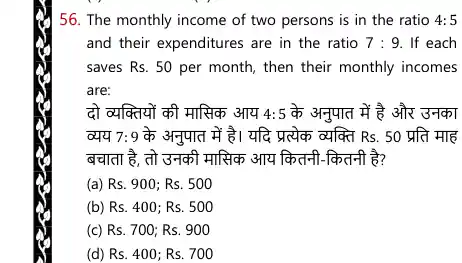 56. The monthly income of two persons is in the ratio 4:5
and their expenditures are in the ratio 7 : 9. If each
saves Rs. 50 per month, then their monthly incomes
are:
दो व्यक्तियों की मासिक आय 4:5 के अनुपात में है और उनका
व्यय 7:9 के अनुपात में है। यदि प्रत्येक व्यक्ति Rs. 50 प्रति माह
बचाता है, तो उनकी मासिक आय कितनी-कितनी है?
(a) Rs. 900; Rs. 500
(b) Rs. 400; Rs. 500
(c) Rs. 700; Rs. 900
(d) Rs. 400; Rs. 700